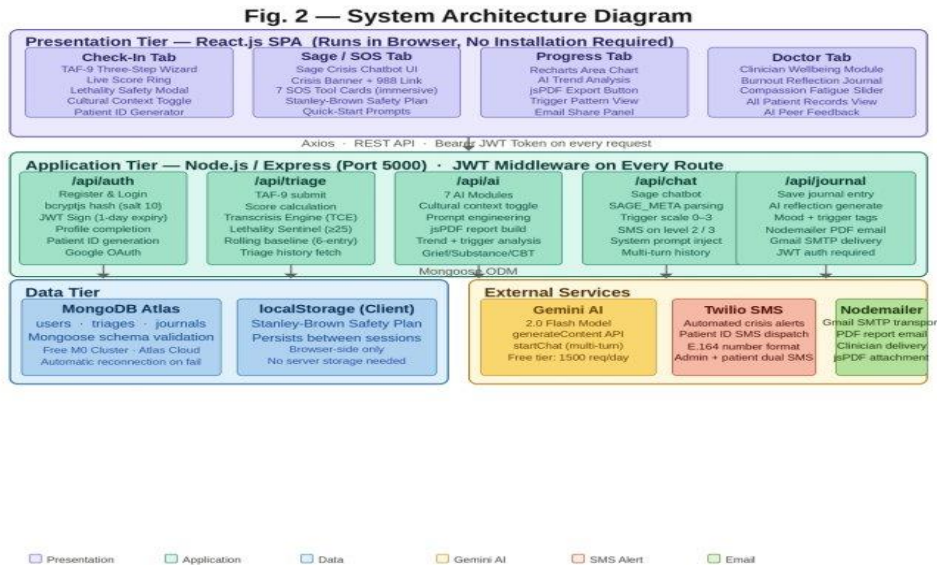 Fig. 2 — System Architecture Diagram
Presentation Tier — React.js SPA (Runs in Browser, No Installation Required)
Check-In Tab
TAF-9 Three-Step Wizard
Live Score Ring
Lethality Safety Modal
Cultural Context Toggle
Patient ID Generator
Sage / SOS Tab
Sage Crisis Chatbot UI
Crisis Banner + 988 Link
7 SOS Tool Cards (immersive)
Stanley-Brown Safety Plan
Quick-Start Prompts
Progress Tab
Recharts Area Chart
AI Trend Analysis
jsPDF Export Button
Trigger Pattern View
Email Share Panel
Doctor Tab
Clinician Wellbeing Module
Burnout Reflection Journal
Compassion Fatigue Slider
All Patient Records View
AI Peer Feedback
Axios · REST API · Bearer JWT Token on every request
Application Tier — Node.js / Express (Port 5000) · JWT Middleware on Every Route
/api/auth
Register & Login
bcryptjs hash (salt 10)
JWT Sign (1-day expiry)
Profile completion
Patient ID generation
Google OAuth
/api/triage
TAF-9 submit
Score calculation
Transcrisis Engine (TCE)
Lethality Sentinel (≥25)
Rolling baseline (6-entry)
Triage history fetch
/api/ai
7 AI Modules
Cultural context toggle
Prompt engineering
jsPDF report build
Trend + trigger analysis
Grief/Substance/CBT
/api/chat
Sage chatbot
SAGE_META parsing
Trigger scale 0–3
SMS on level 2 / 3
System prompt inject
Multi-turn history
/api/journal
Save journal entry
AI reflection generate
Mood + trigger tags
Nodemailer PDF email
Gmail SMTP delivery
JWT auth required
Mongoose ODM
Data Tier
MongoDB Atlas
users · triages · journals
Mongoose schema validation
Free M0 Cluster · Atlas Cloud
Automatic reconnection on fail
localStorage (Client)
Stanley-Brown Safety Plan
Persists between sessions
Browser-side only
No server storage needed
External Services
Gemini AI
2.0 Flash Model
generateContent API
startChat (multi-turn)
Free tier: 1500 req/day
Twilio SMS
Automated crisis alerts
Patient ID SMS dispatch
E.164 number format
Admin + patient dual SMS
Nodemailer
Gmail SMTP transpor
PDF report email
Clinician delivery
jsPDF attachment
Presentation
Application
Data
Gemini AI
SMS Alert
Email